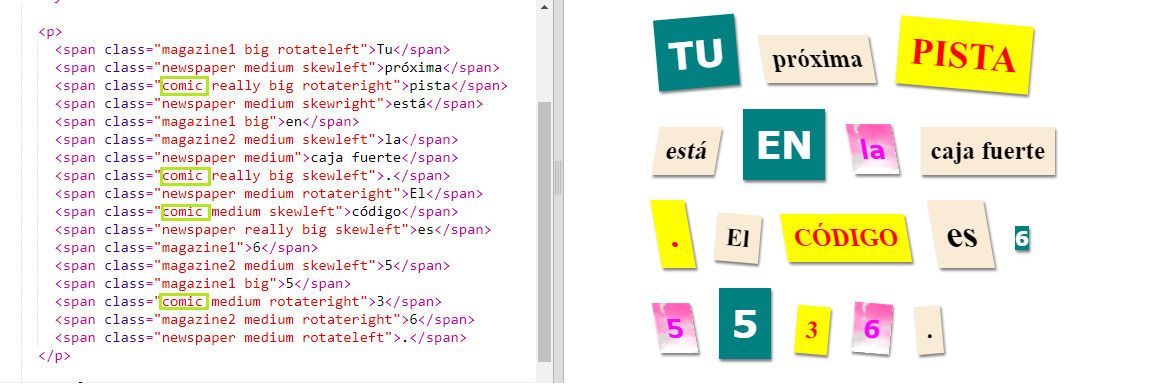 <p>
<span class="magazine1 big rotateleft">Tu</span>
<span class="newspaper medium skewleft">próxima</span>
<span class="comic really big rotateright">pista</span>
<span class="newspaper medium skewright">está</span>
<span class="magazine1 big">en</span>
<span class="magazine2 medium skewleft">la</span>
<span class="newspaper medium">caja fuerte</span>
<span class="comic really big skewleft">.</span>
<span class="newspaper medium rotateright">El</span>
<span class="comic medium skewleft">código</span>
<span class="newspaper really big skewleft">es</span>
<span class="magazine1">6</span>
<span class="magazine2 medium skewleft">5</span>
<span class="magazine1 big">5</span>
<span class="comic medium rotateright">3</span>
<span class="magazine2 medium rotateright">6</span>
<span class="newspaper medium rotateleft">.</span>
</p>
TU próxima PISTA
está EN la caja fuerte
. El CÓDIGO es 6
5 5 3 6 .